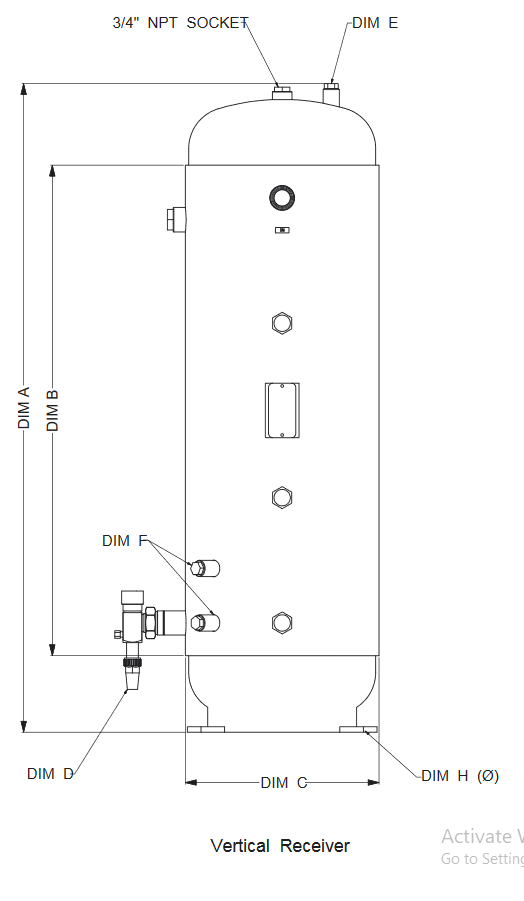 3/4" NPT SOCKET
DIM E
DIM A
DIM B
DIM F
DIM D
DIM C
DIM H (Ø)
Vertical Receiver
Activate
Go to Setting